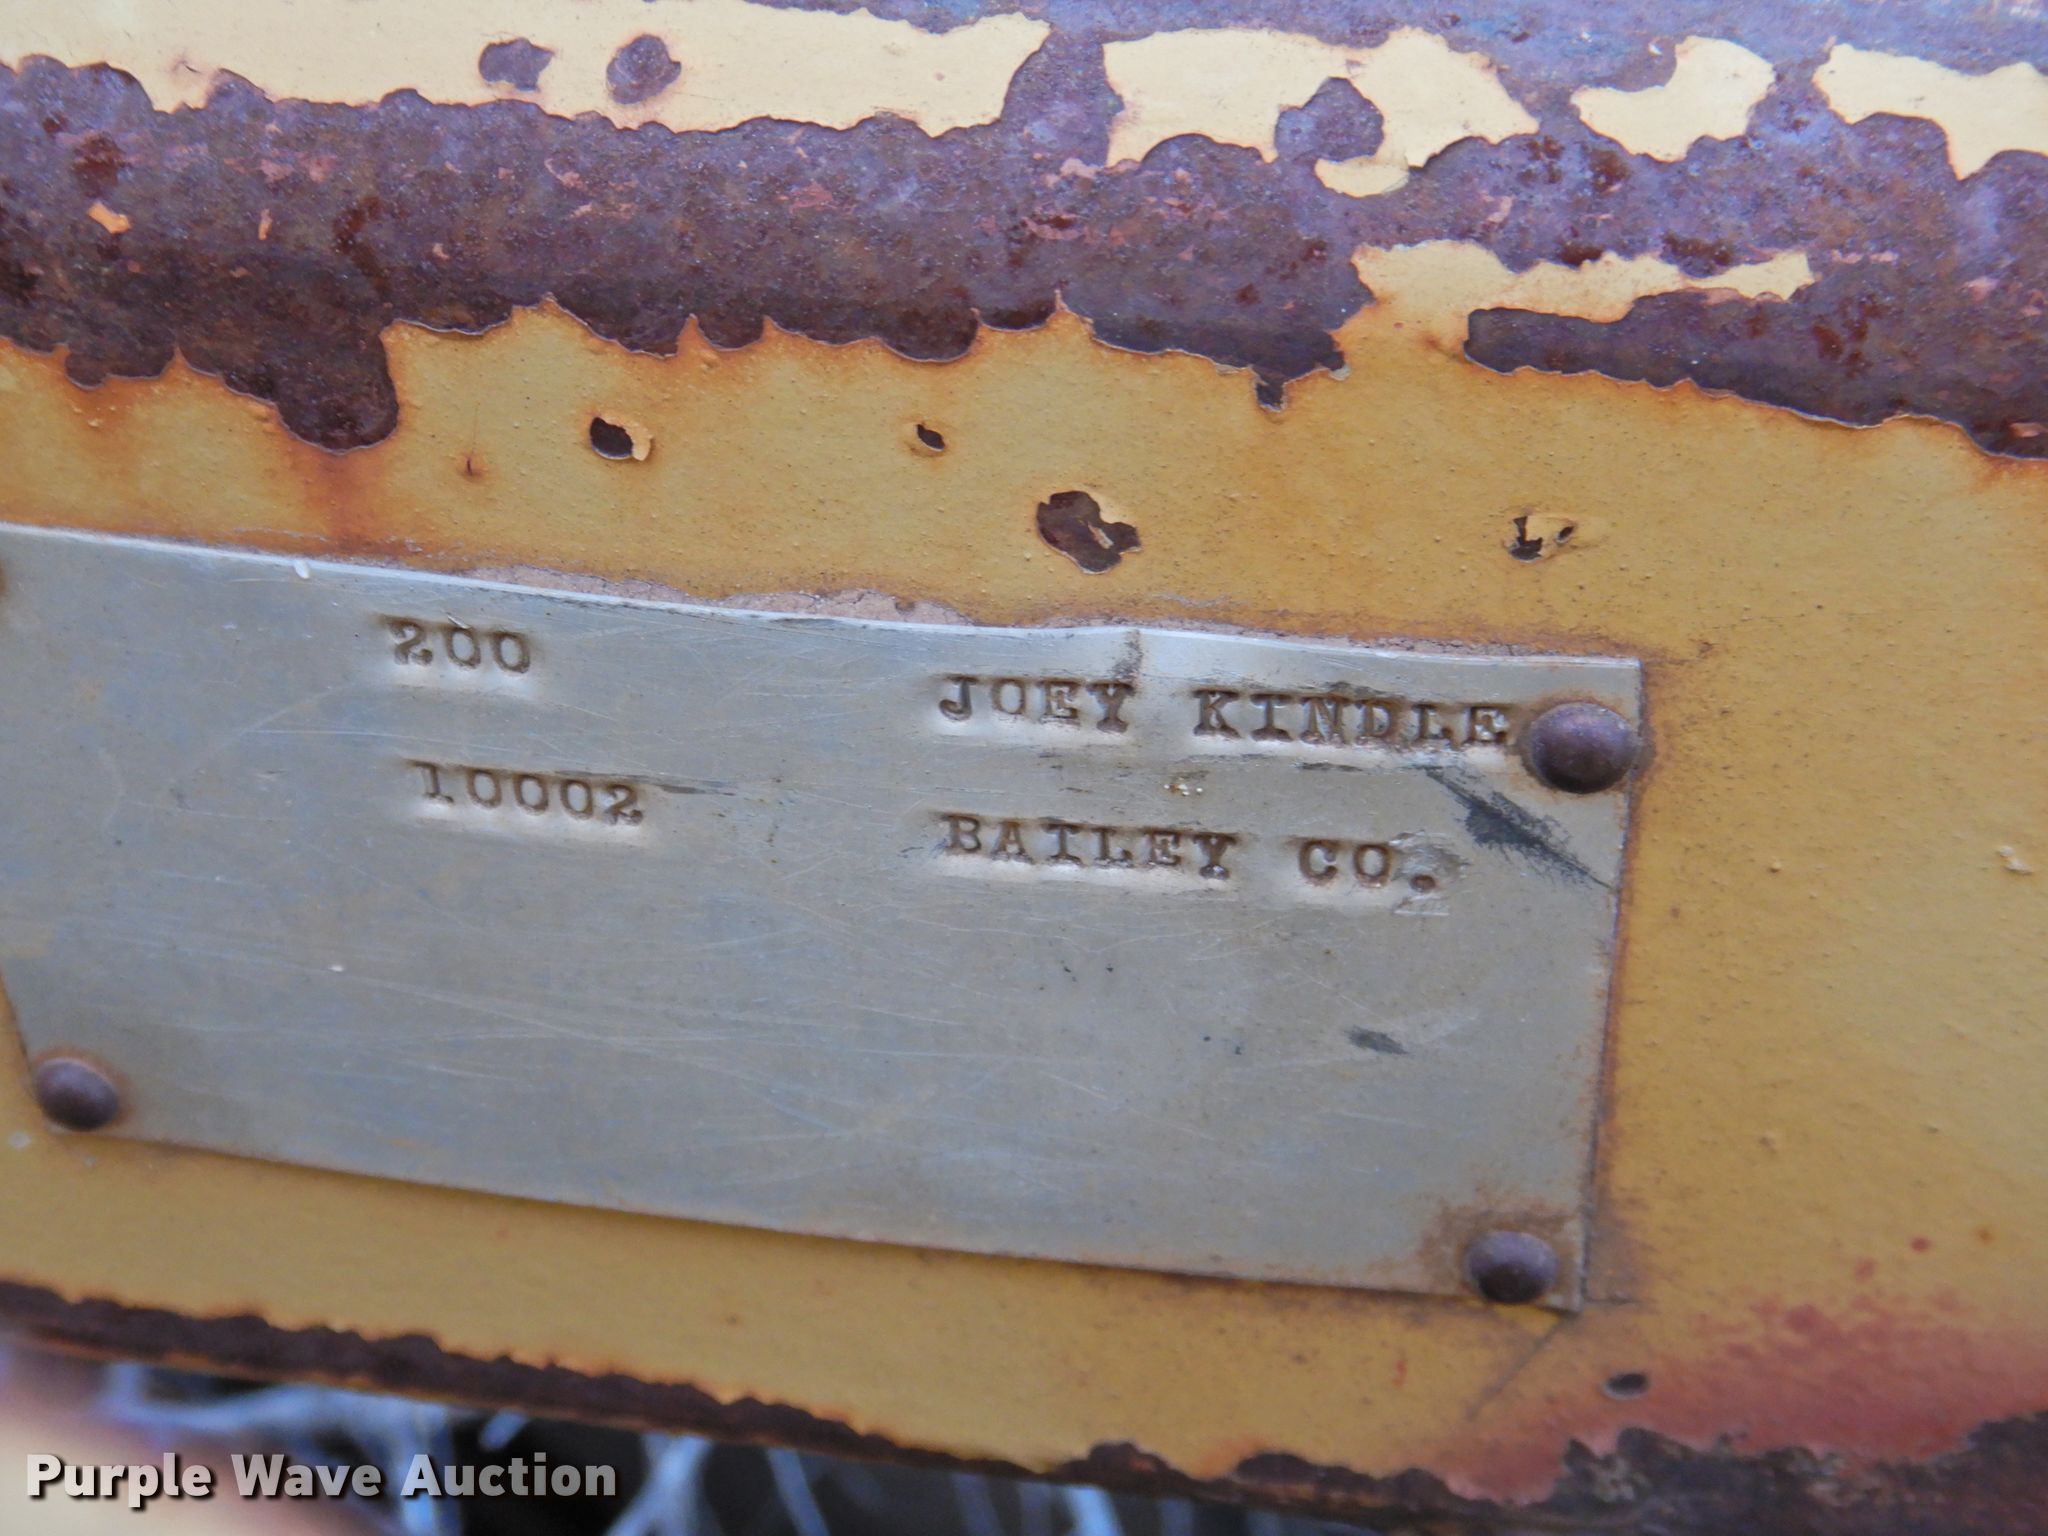 200
JOEY KINDLE
10002
BAILEY CO.
Purple Wave Auction